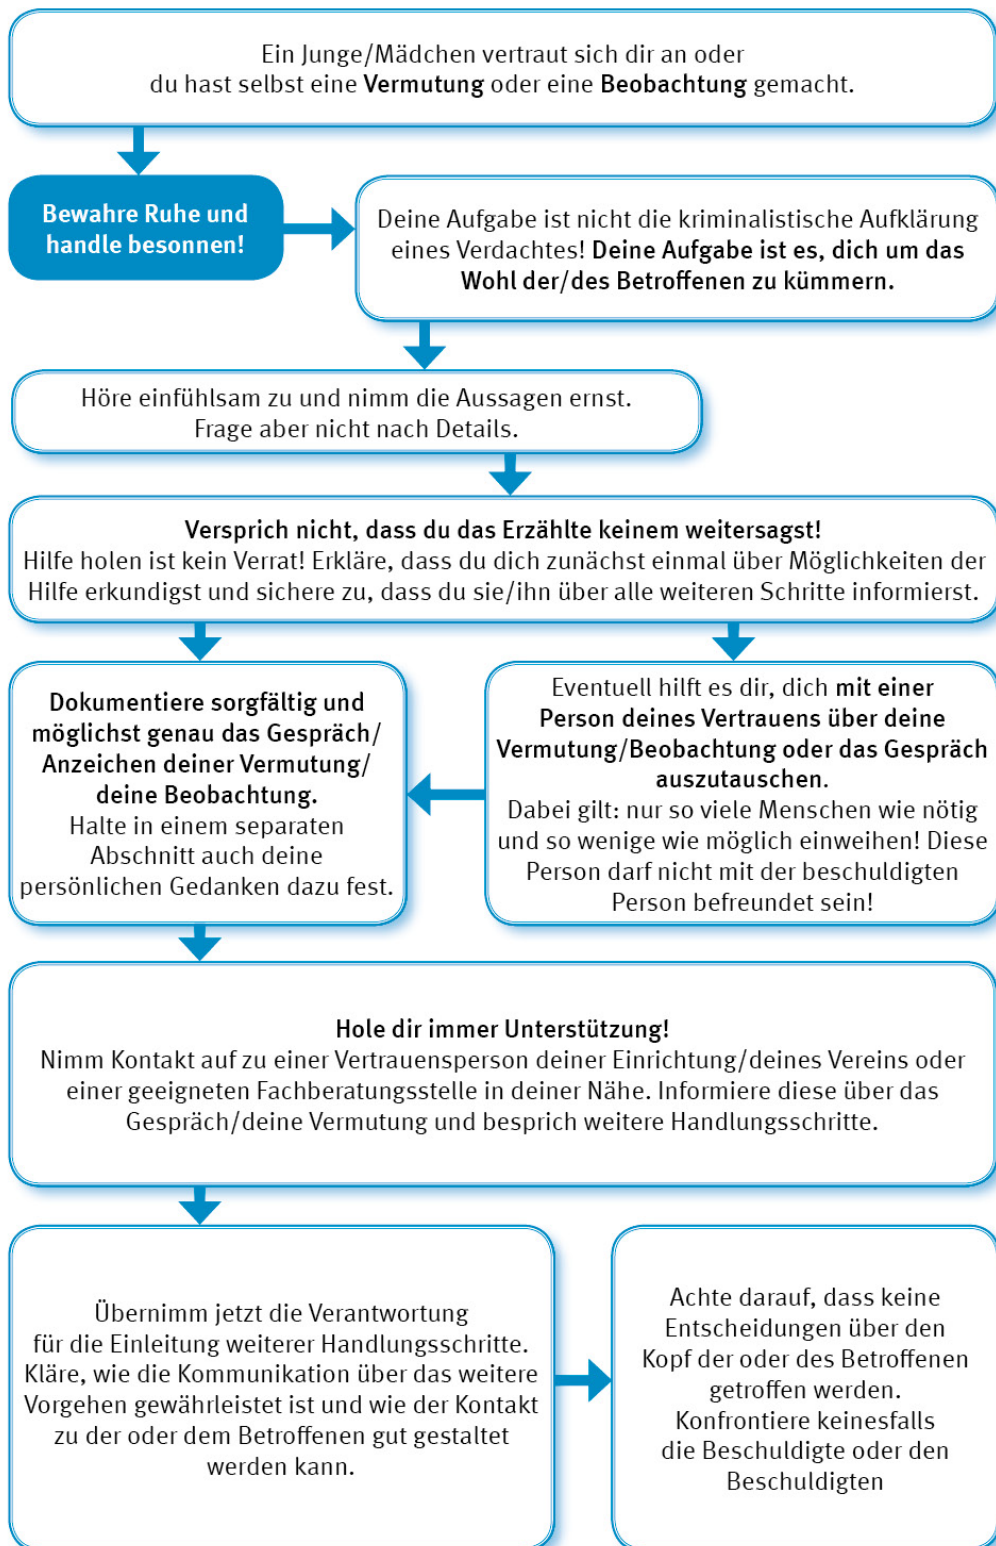 Ein Junge/Mädchen vertraut sich dir an oder
du hast selbst eine Vermutung oder eine Beobachtung gemacht.
Bewahre Ruhe und
handle besonnen!
Deine Aufgabe ist nicht die kriminalistische Aufklärung
eines Verdachtes! Deine Aufgabe ist es, dich um das
Wohl der/des Betroffenen zu kümmern.
Höre einfühlsam zu und nimm die Aussagen ernst.
Frage aber nicht nach Details.
Versprich nicht, dass du das Erzählte keinem weitersagst!
Hilfe holen ist kein Verrat! Erkläre, dass du dich zunächst einmal über Möglichkeiten der
Hilfe erkundigst und sichere zu, dass du sie/ihn über alle weiteren Schritte informierst.
Dokumentiere sorgfältig und
möglichst genau das Gespräch/
Anzeichen deiner Vermutung/
deine Beobachtung.
Halte in einem separaten
Abschnitt auch deine
persönlichen Gedanken dazu fest.
Eventuell hilft es dir, dich mit einer
Person deines Vertrauens über deine
Vermutung/Beobachtung oder das Gespräch
auszutauschen.
Dabei gilt: nur so viele Menschen wie nötig
und so wenige wie möglich einweihen! Diese
Person darf nicht mit der beschuldigten
Person befreundet sein!
Hole dir immer Unterstützung!
Nimm Kontakt auf zu einer Vertrauensperson deiner Einrichtung/deines Vereins oder
einer geeigneten Fachberatungsstelle in deiner Nähe. Informiere diese über das
Gespräch/deine Vermutung und besprich weitere Handlungsschritte.
Übernimm jetzt die Verantwortung
für die Einleitung weiterer Handlungsschritte.
Kläre, wie die Kommunikation über das weitere
Vorgehen gewährleistet ist und wie der Kontakt
zu der oder dem Betroffenen gut gestaltet
werden kann.
Achte darauf, dass keine
Entscheidungen über den
Kopf der oder des Betroffenen
getroffen werden.
Konfrontiere keinesfalls
die Beschuldigte oder den
Beschuldigten